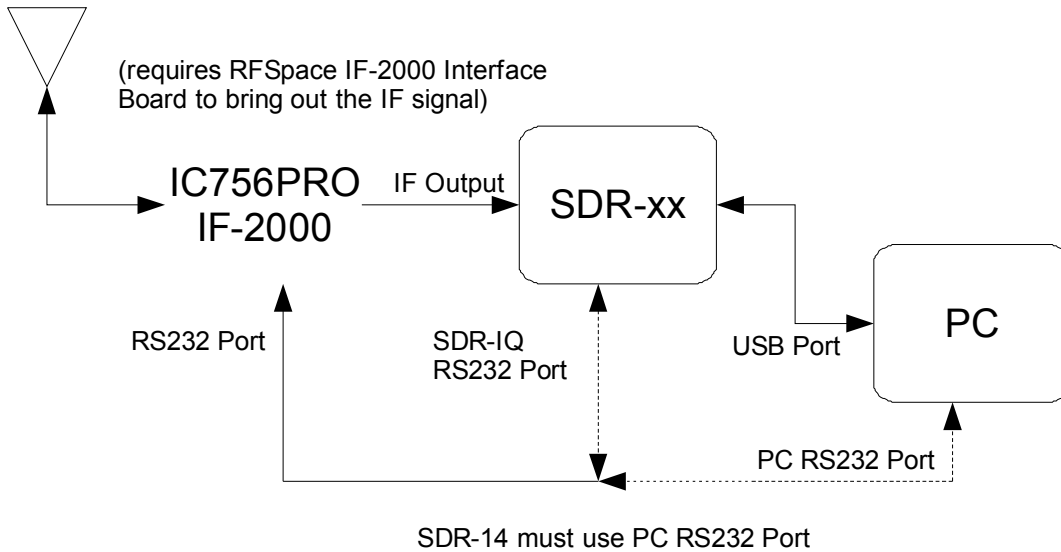 (requires RFSpace IF-2000 Interface
Board to bring out the IF signal)
IC756PRO
IF-2000
IF Output
SDR-xx
PC
RS232 Port
SDR-IQ
RS232 Port
USB Port
PC RS232 Port
SDR-14 must use PC RS232 Port